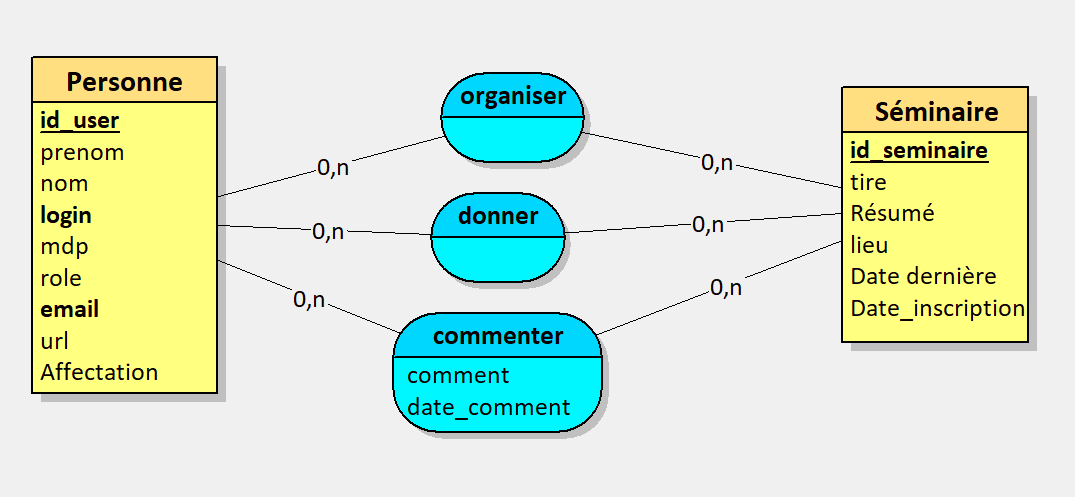 Personne
id_user
prenom
nom
login
mdp
role
email
url
Affectation
organiser
0,n
0,n
donner
0,n
0,n
commenter
comment
date_comment
0,n
0,n
Séminaire
id_seminaire
tire
Résumé
lieu
Date dernière
Date_inscription